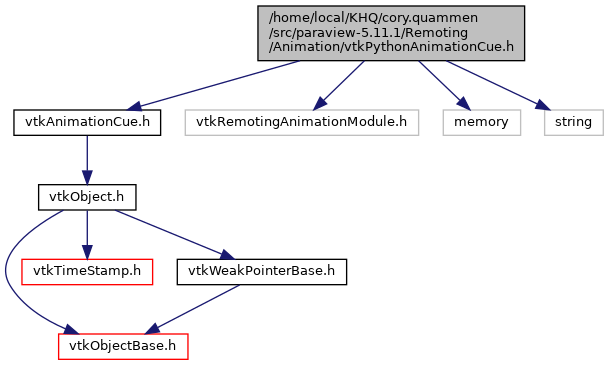 /home/local/KHQ/cory.quammen
/src/paraview-5.11.1/Remoting
/Animation/vtkPythonAnimationCue.h
vtkAnimationCue.h
vtkRemotingAnimationModule.h
memory
string
vtkObject.h
vtkTimeStamp.h
vtkWeakPointerBase.h
vtkObjectBase.h